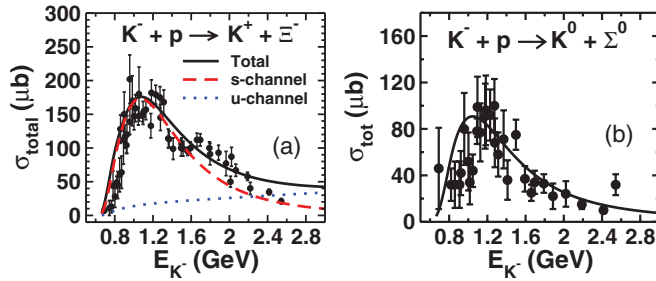 K⁻ + p → K⁺ + Ξ⁻
Total
s-channel
u-channel
(a)
σ_total (μb)
300
250
200
150
100
50
0
0.8 1.2 1.6 2 2.4 2.8
E_K⁻ (GeV)
K⁻ + p → K⁰ + Σ⁰
(b)
σ_tot (μb)
160
120
80
40
0
0.8 1.2 1.6 2 2.4 2.8
E_K⁻ (GeV)